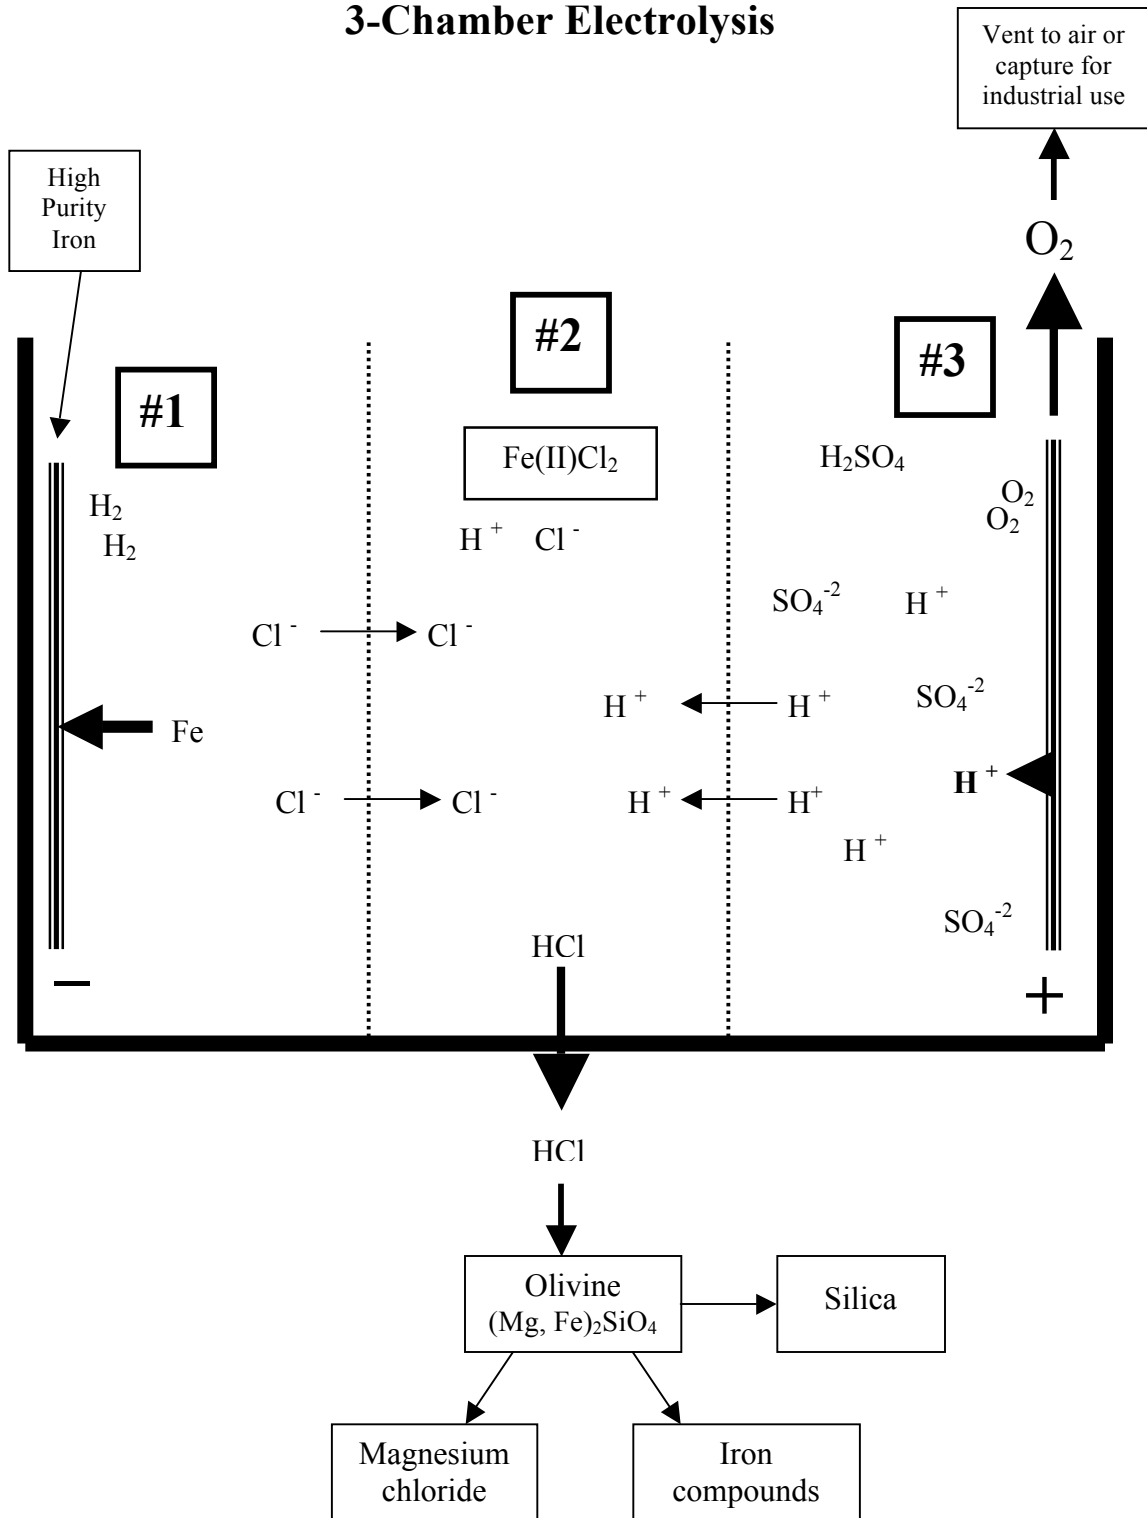 3-Chamber Electrolysis
Vent to air or
capture for
industrial use
High
Purity
Iron
O₂
#2
#3
#1
Fe(II)Cl₂
H₂SO₄
H₂
H₂
O₂
O₂
H ⁺ Cl ⁻
SO₄⁻² H ⁺
Cl ⁻ Cl ⁻
H ⁺ H ⁺ SO₄⁻²
Fe
H ⁺
Cl ⁻ Cl ⁻ H ⁺ H⁺
H ⁺
SO₄⁻²
HCl
–
+
HCl
Olivine
(Mg, Fe)₂SiO₄
Silica
Magnesium
chloride
Iron
compounds